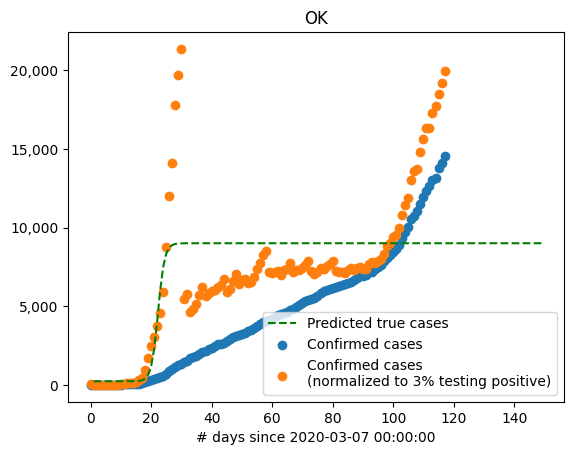 OK
20,000
15,000
10,000
5,000
0
Predicted true cases
Confirmed cases
Confirmed cases
(normalized to 3% testing positive)
0 20 40 60 80 100 120 140
# days since 2020-03-07 00:00:00